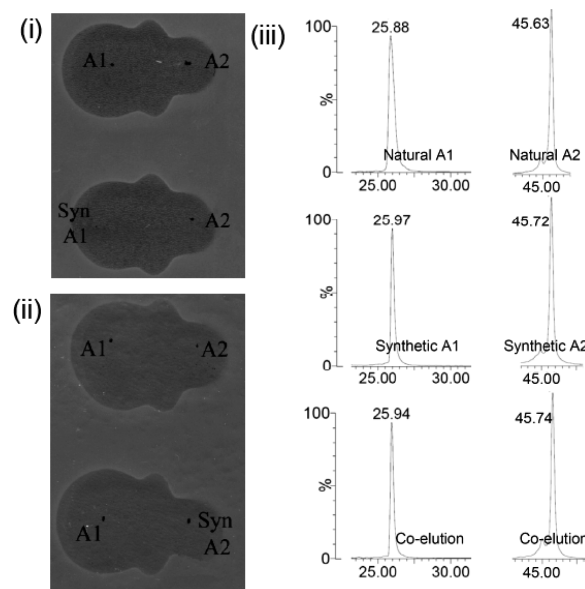 (i)
A1
A2
Syn
A1
A2
(ii)
A1
A2
A1
Syn
A2
(iii)
100
%
0
25.88
Natural A1
25.00
30.00
45.63
Natural A2
45.00
100
%
0
25.97
Synthetic A1
25.00
30.00
45.72
Synthetic A2
45.00
100
%
0
25.94
Co-elution
25.00
30.00
45.74
Co-elution
45.00